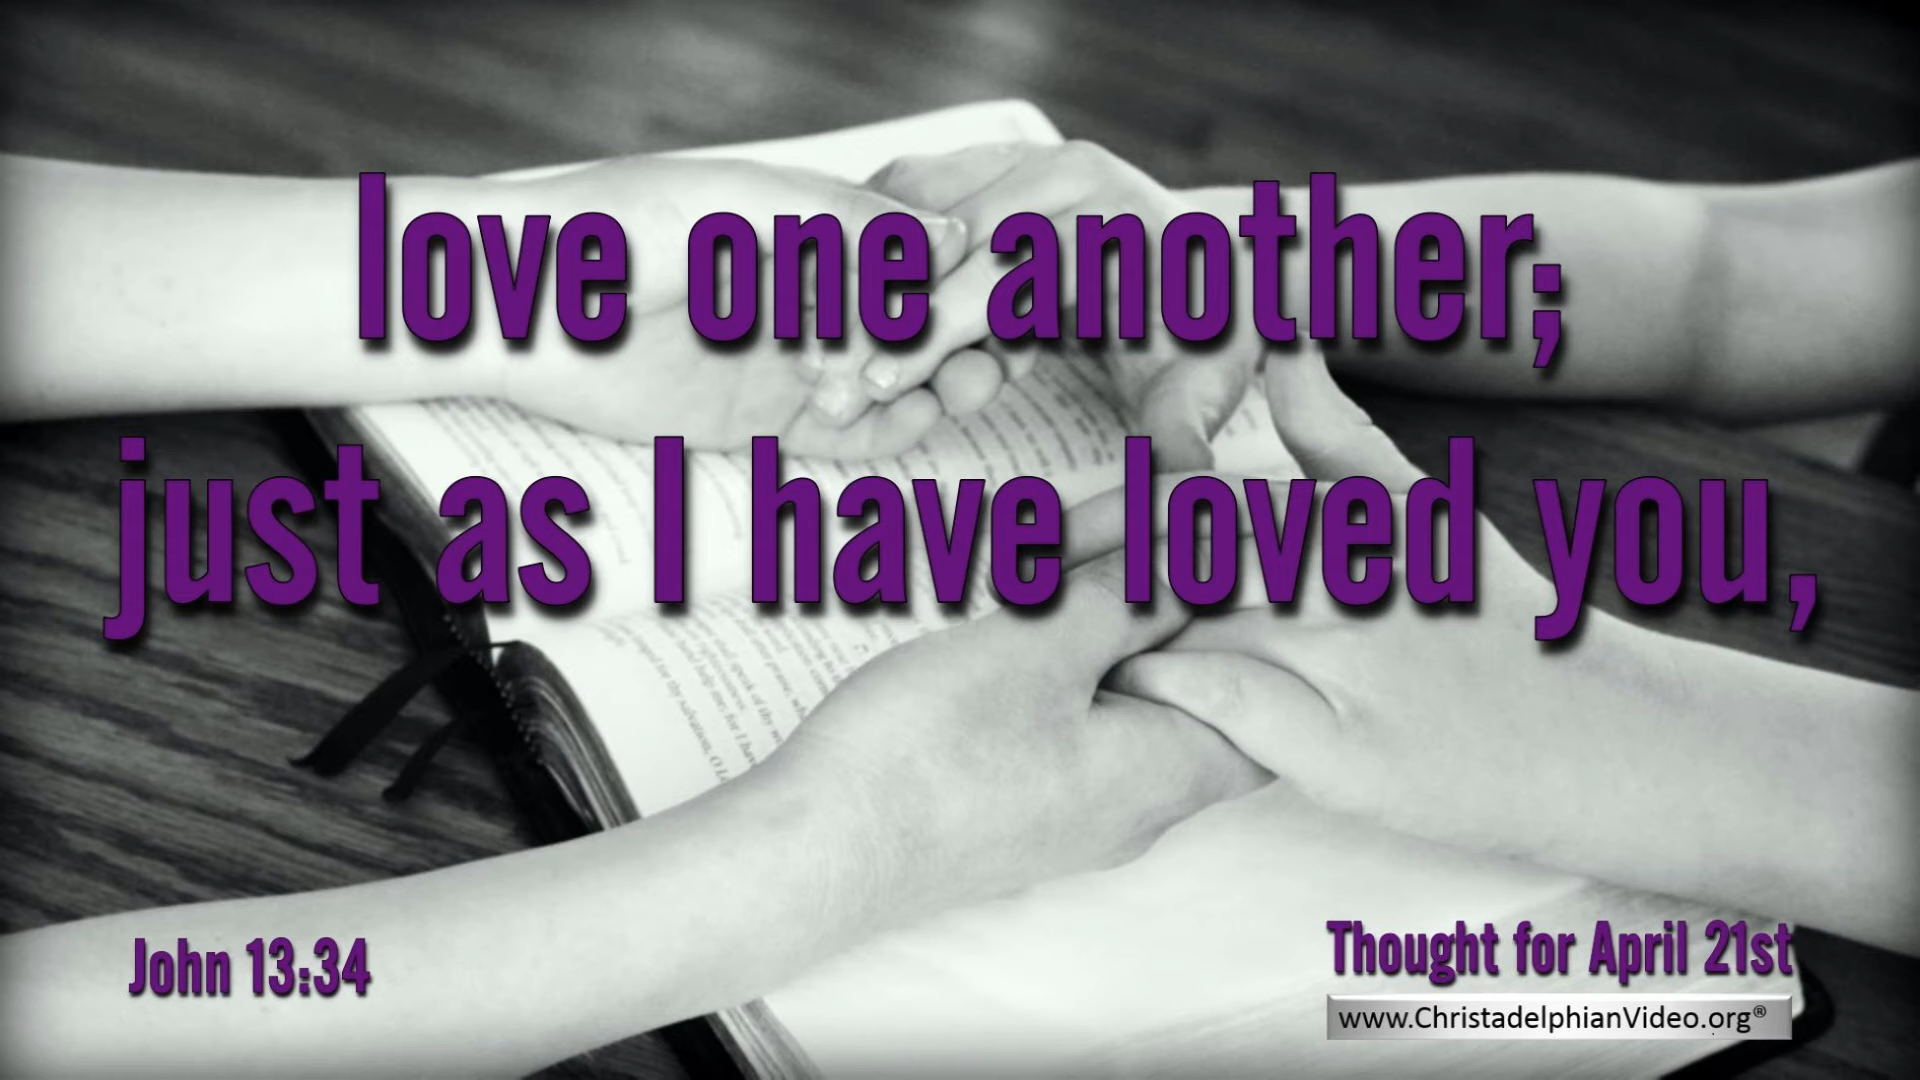 love one another;
just as I have loved you,
John 13:34
Thought for April 21st
www.ChristadelphianVideo.org®